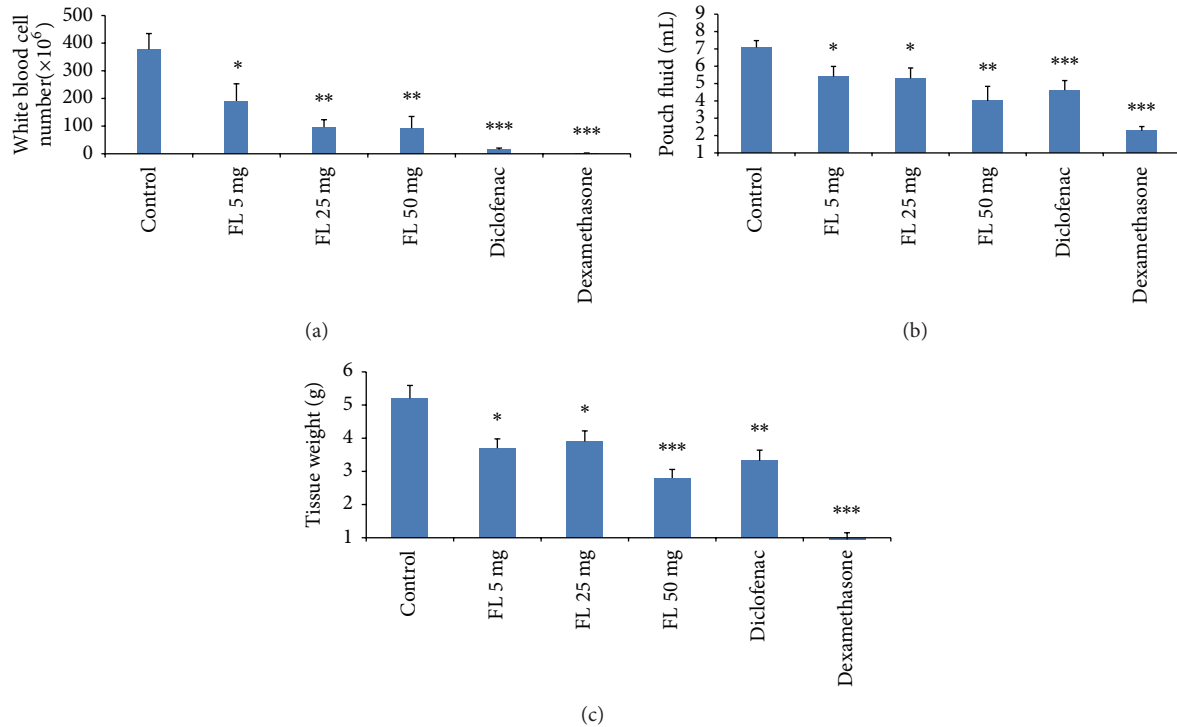 White blood cell
number(×10⁶)
500
400
300
200
100
0
*
**
**
***
***
Control
FL 5 mg
FL 25 mg
FL 50 mg
Diclofenac
Dexamethasone
(a)
Pouch fluid (mL)
9
8
7
6
5
4
3
2
1
*
*
**
***
***
Control
FL 5 mg
FL 25 mg
FL 50 mg
Diclofenac
Dexamethasone
(b)
Tissue weight (g)
6
5
4
3
2
1
*
*
***
**
***
Control
FL 5 mg
FL 25 mg
FL 50 mg
Diclofenac
Dexamethasone
(c)